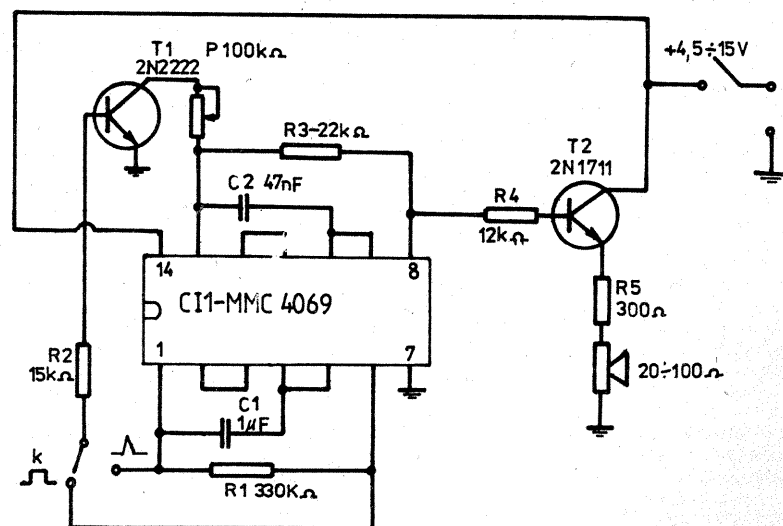 T1
2N2222
P100kΩ
+4,5÷15V
R3-22kΩ
C2 47nF
T2
2N1711
R4
12kΩ
14
8
CI1-MMC 4069
1
7
R5
300Ω
R2
15kΩ
C1
1µF
20÷100Ω
k
R1 330KΩ